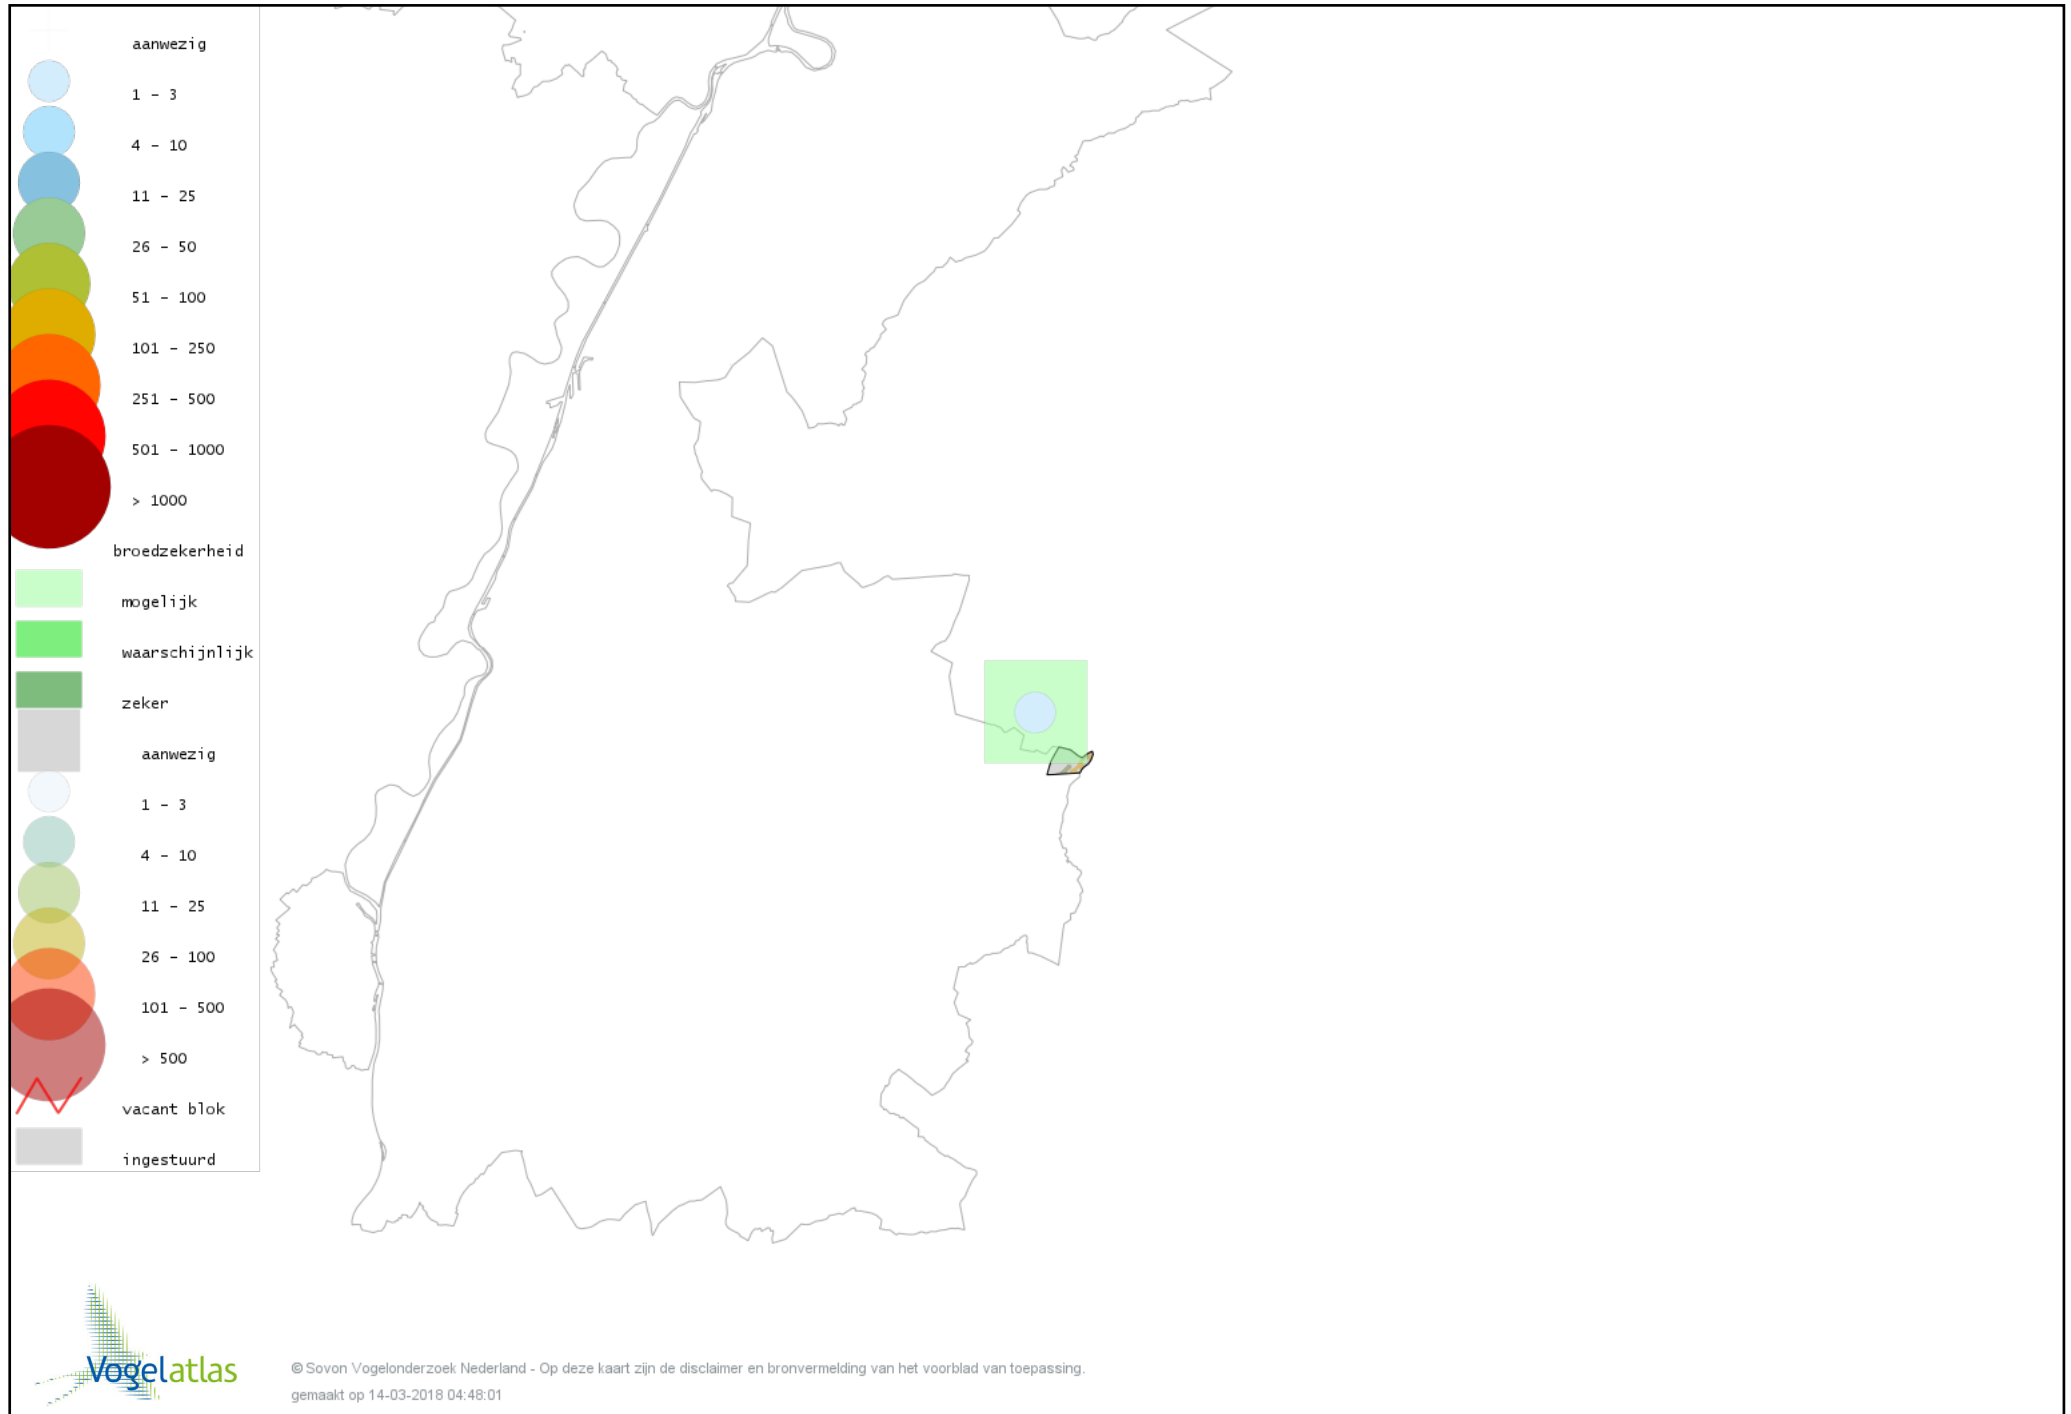 aanwezig
1 - 3
4 - 10
11 - 25
26 - 50
51 - 100
101 - 250
251 - 500
501 - 1000
> 1000
broedzekerheid
mogelijk
waarschijnlijk
zeker
aanwezig
1 - 3
4 - 10
11 - 25
26 - 100
101 - 500
> 500
vacant blok
ingestuurd
Vogelatlas
© Sovon Vogelonderzoek Nederland - Op deze kaart zijn de disclaimer en bronvermelding van het voorblad van toepassing.
gemaakt op 14-03-2018 04:48:01